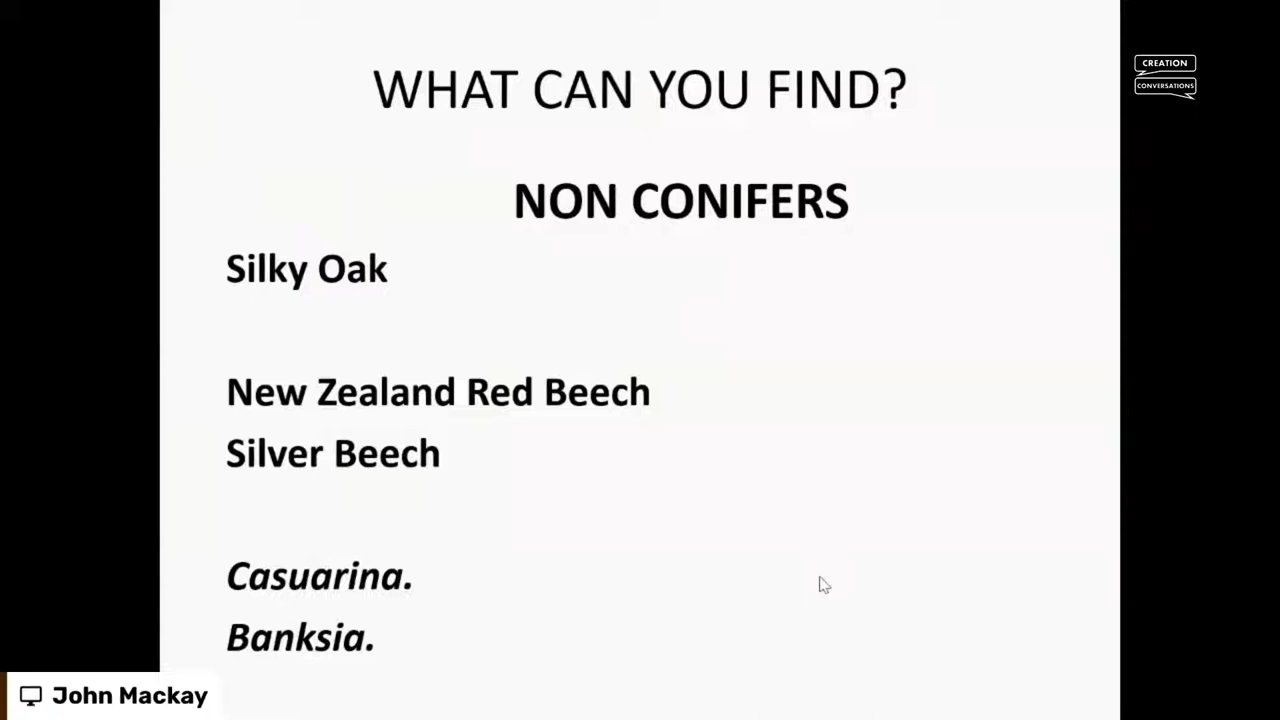 CREATION
CONVERSATIONS
WHAT CAN YOU FIND?
NON CONIFERS
Silky Oak
New Zealand Red Beech
Silver Beech
Casuarina.
Banksia.
John Mackay